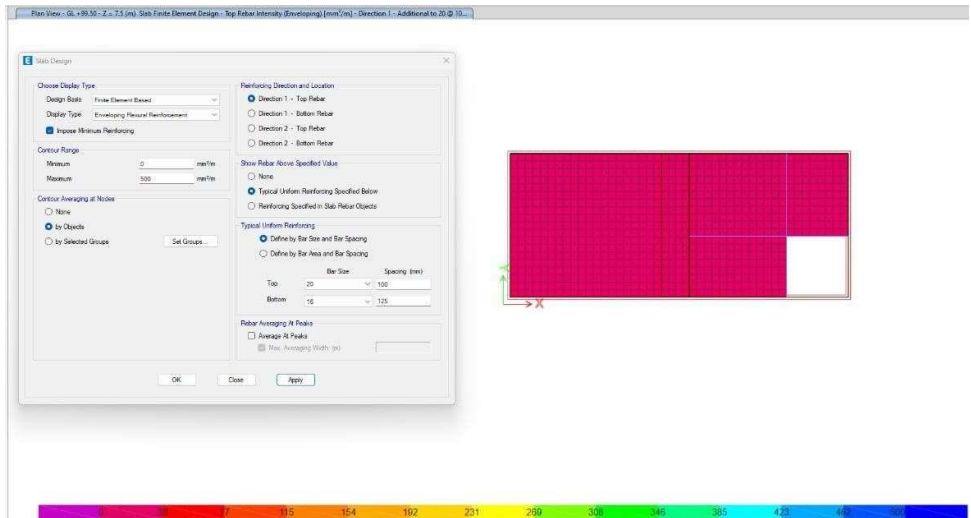 Plan View - GL +99.50 - Z = 7.5 (m) Slab Finite Element Design - Top Rebar Intensity (Enveloping) [mm²/m] - Direction 1 - Additional to 20 @ 10...
E Slab Design
Choose Display Type
Design Basis Finite Element Based
Display Type Enveloping Flexural Reinforcement
Impose Minimum Reinforcing
Contour Range
Minimum 0 mm²/m
Maximum 500 mm²/m
Contour Averaging at Nodes
None
by Objects
by Selected Groups Set Groups...
Reinforcing Direction and Location
Direction 1 - Top Rebar
Direction 1 - Bottom Rebar
Direction 2 - Top Rebar
Direction 2 - Bottom Rebar
Show Rebar Above Specified Value
None
Typical Uniform Reinforcing Specified Below
Reinforcing Specified in Slab Rebar Objects
Typical Uniform Reinforcing
Define by Bar Size and Bar Spacing
Define by Bar Area and Bar Spacing
Bar Size Spacing (mm)
Top 20 100
Bottom 16 125
Rebar Averaging At Peaks
Average At Peaks
Max. Averaging Width (m)
OK Close Apply
Y
X
0 38 77 115 154 192 231 269 308 346 385 423 462 500